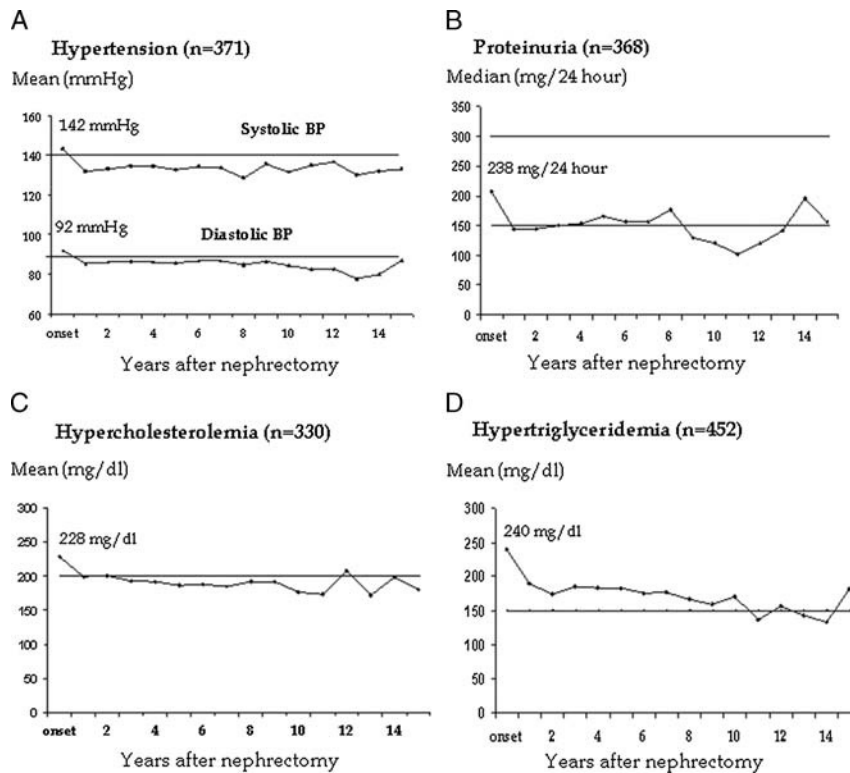 A
Hypertension (n=371)
Mean (mmHg)
160
140
120
100
80
60
142 mmHg
Systolic BP
92 mmHg
Diastolic BP
onset 2 4 6 8 10 12 14
Years after nephrectomy
B
Proteinuria (n=368)
Median (mg/24 hour)
350
300
250
200
150
100
50
0
238 mg/24 hour
onset 2 4 6 8 10 12 14
Years after nephrectomy
C
Hypercholesterolemia (n=330)
Mean (mg/dl)
300
250
200
150
100
50
0
228 mg/dl
onset 2 4 6 8 10 12 14
Years after nephrectomy
D
Hypertriglyceridemia (n=452)
Mean (mg/dl)
300
250
200
150
100
50
0
240 mg/dl
onset 2 4 6 8 10 12 14
Years after nephrectomy